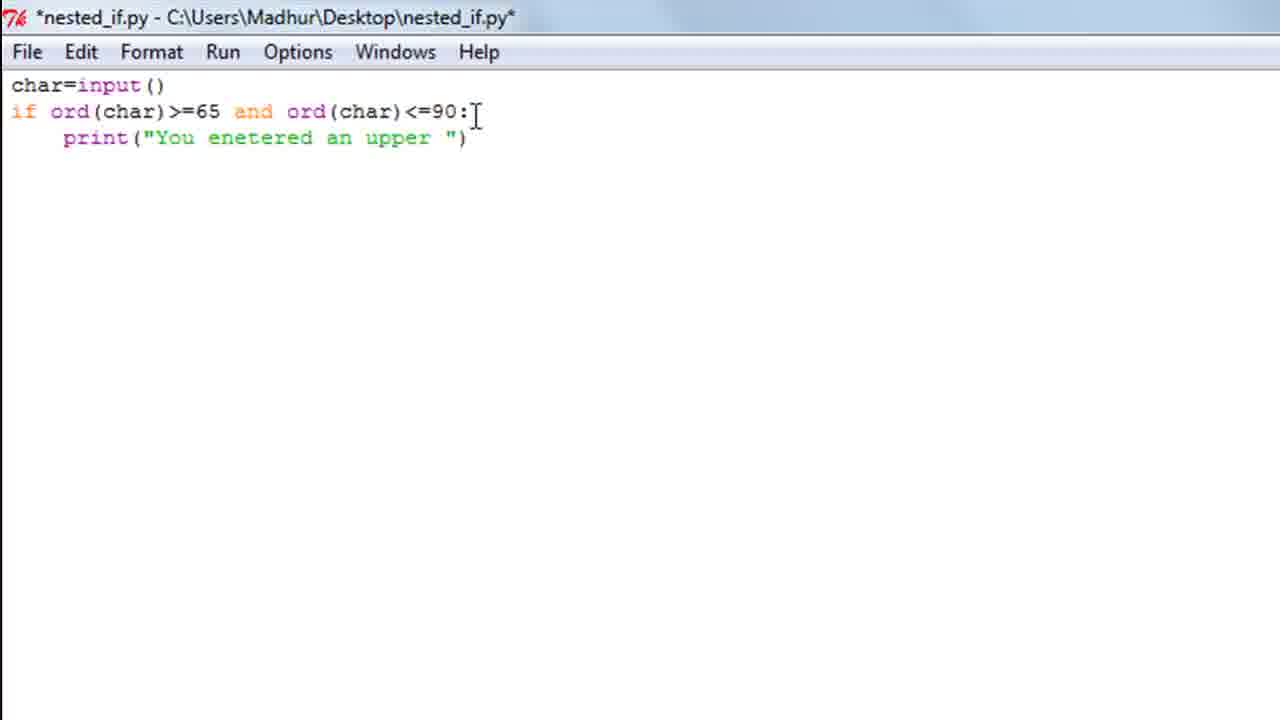 *nested_if.py - C:\Users\Madhur\Desktop\nested_if.py*
File Edit Format Run Options Windows Help
char=input()
if ord(char)>=65 and ord(char)<=90:
    print("You enetered an upper ")